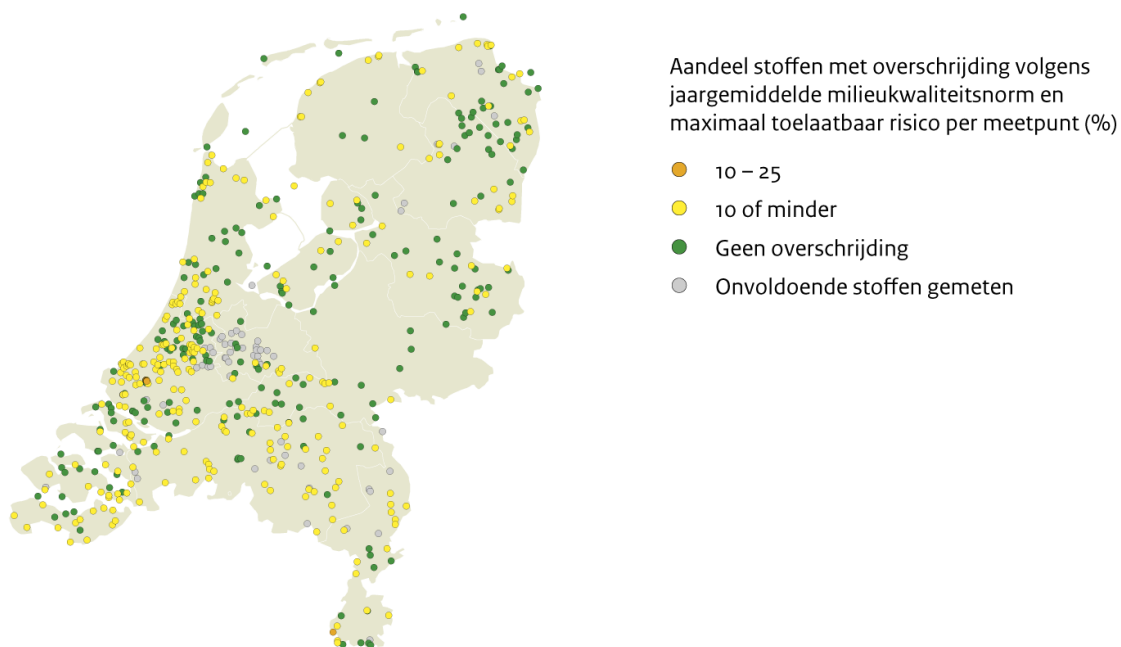 Aandeel stoffen met overschrijding volgens
jaargemiddelde milieukwaliteitsnorm en
maximaal toelaatbaar risico per meetpunt (%)
10 – 25
10 of minder
Geen overschrijding
Onvoldoende stoffen gemeten